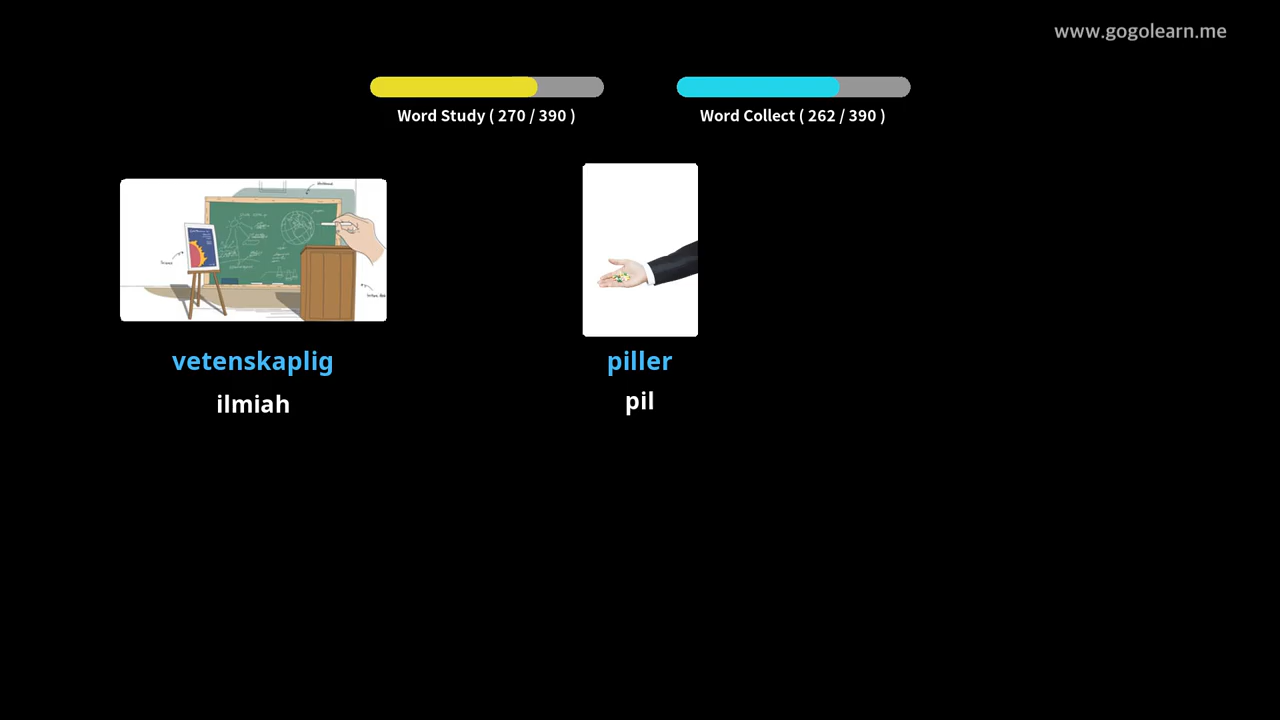 www.gogolearn.me
Word Study ( 270 / 390 )
Word Collect ( 262 / 390 )
vetenskaplig
ilmiah
piller
pil